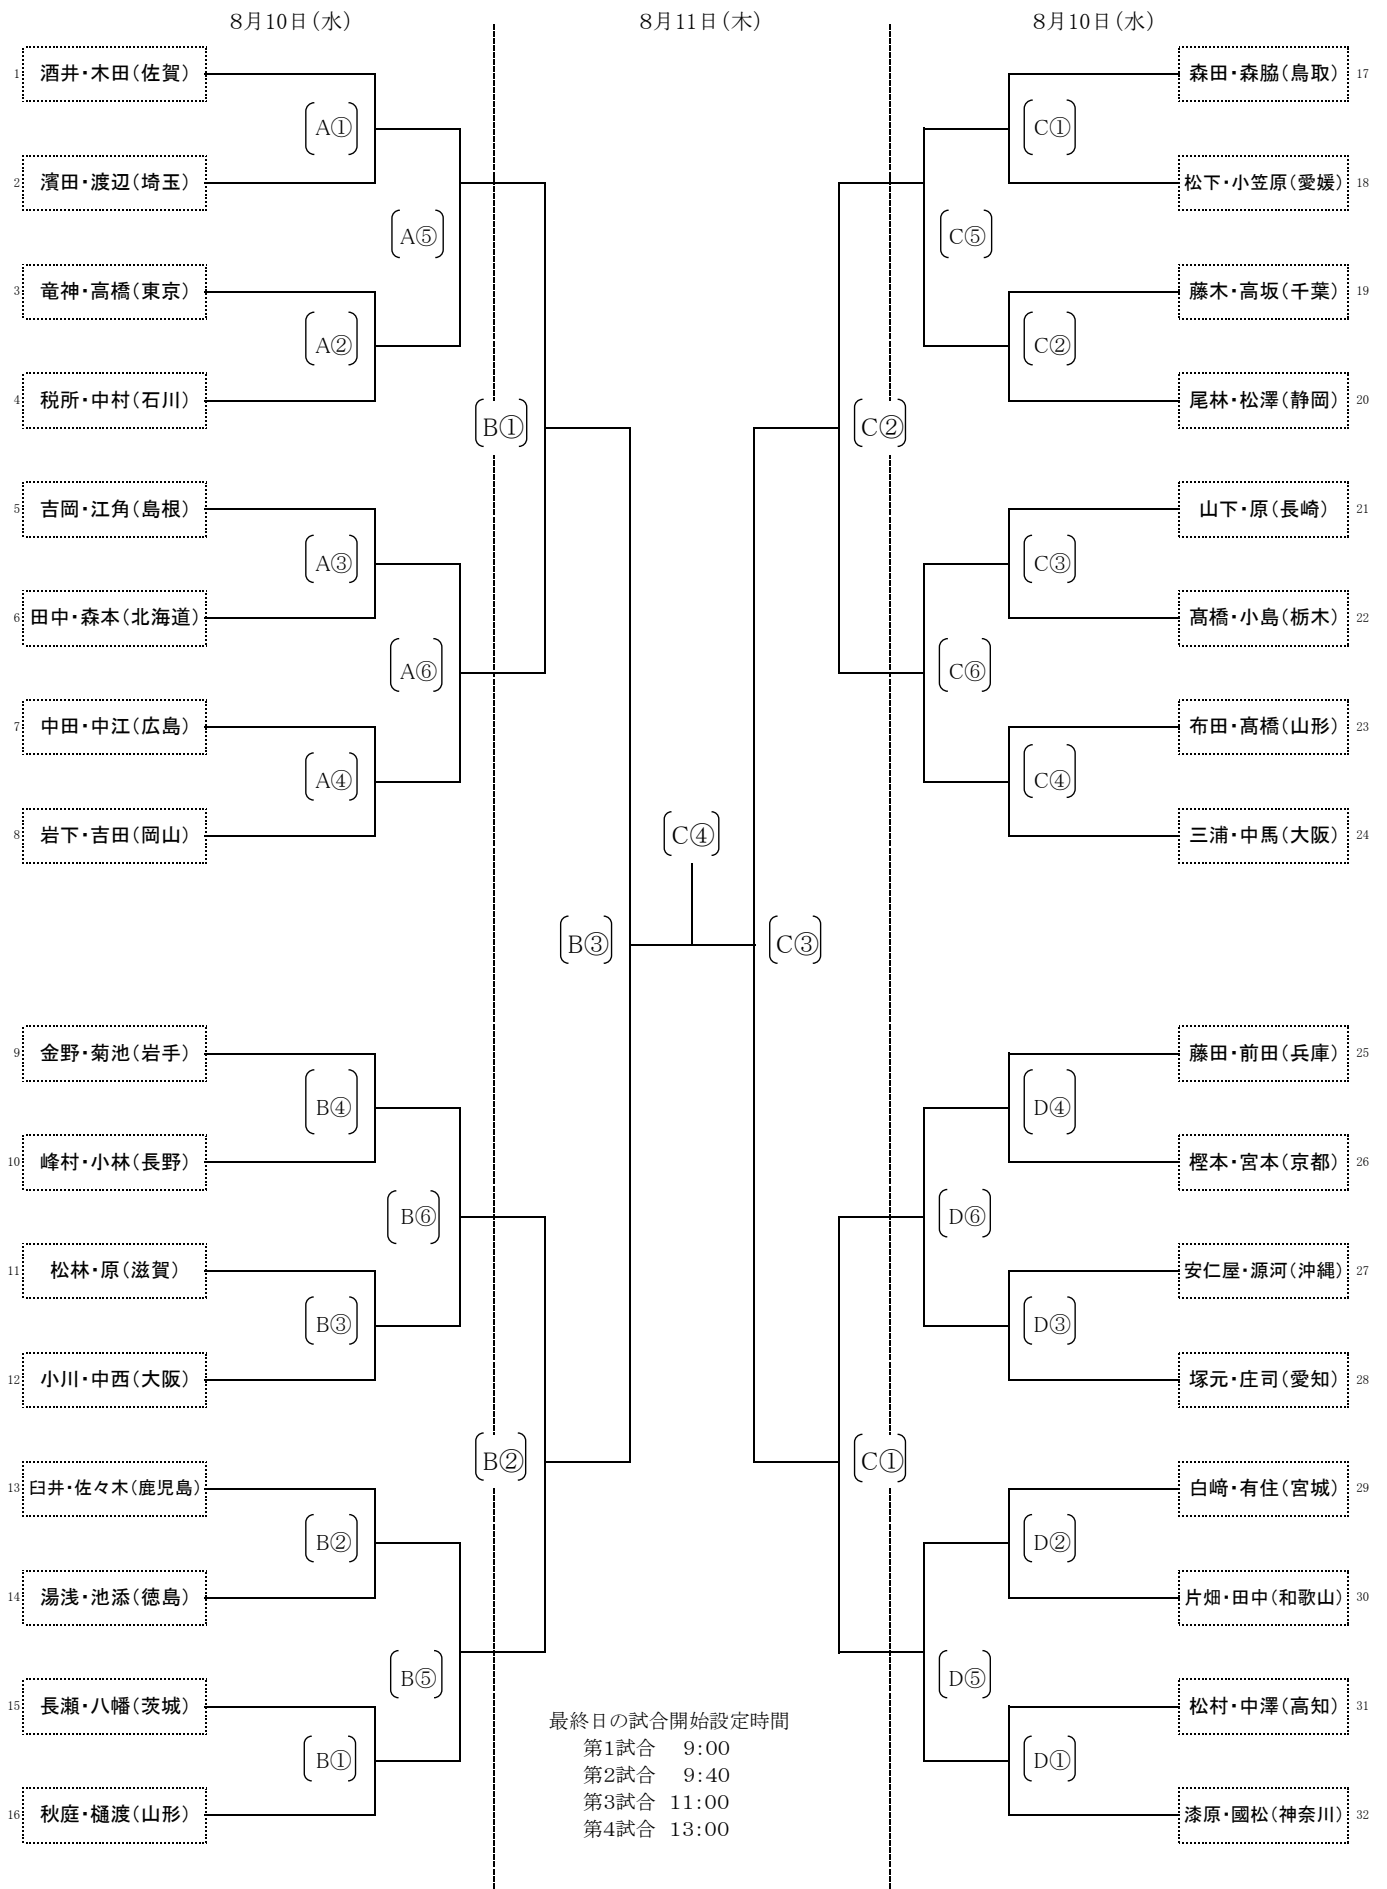 8月10日(水)
8月11日(木)
8月10日(水)
1 酒井・木田(佐賀)
A①
2 濱田・渡辺(埼玉)
A⑤
3 竜神・高橋(東京)
A②
4 税所・中村(石川)
B①
5 吉岡・江角(島根)
A③
6 田中・森本(北海道)
A⑥
7 中田・中江(広島)
A④
8 岩下・吉田(岡山)
B③
9 金野・菊池(岩手)
B④
10 峰村・小林(長野)
B⑥
11 松林・原(滋賀)
B③
12 小川・中西(大阪)
B②
13 臼井・佐々木(鹿児島)
B②
14 湯浅・池添(徳島)
B⑤
15 長瀬・八幡(茨城)
B①
16 秋庭・樋渡(山形)
C④
最終日の試合開始設定時間
第1試合 9:00
第2試合 9:40
第3試合 11:00
第4試合 13:00
森田・森脇(鳥取) 17
C①
松下・小笠原(愛媛) 18
C⑤
藤木・高坂(千葉) 19
C②
尾林・松澤(静岡) 20
C②
山下・原(長崎) 21
C③
髙橋・小島(栃木) 22
C⑥
布田・髙橋(山形) 23
C④
三浦・中馬(大阪) 24
C③
藤田・前田(兵庫) 25
D④
樫本・宮本(京都) 26
D⑥
安仁屋・源河(沖縄) 27
D③
塚元・庄司(愛知) 28
C①
白﨑・有住(宮城) 29
D②
片畑・田中(和歌山) 30
D⑤
松村・中澤(高知) 31
D①
漆原・國松(神奈川) 32